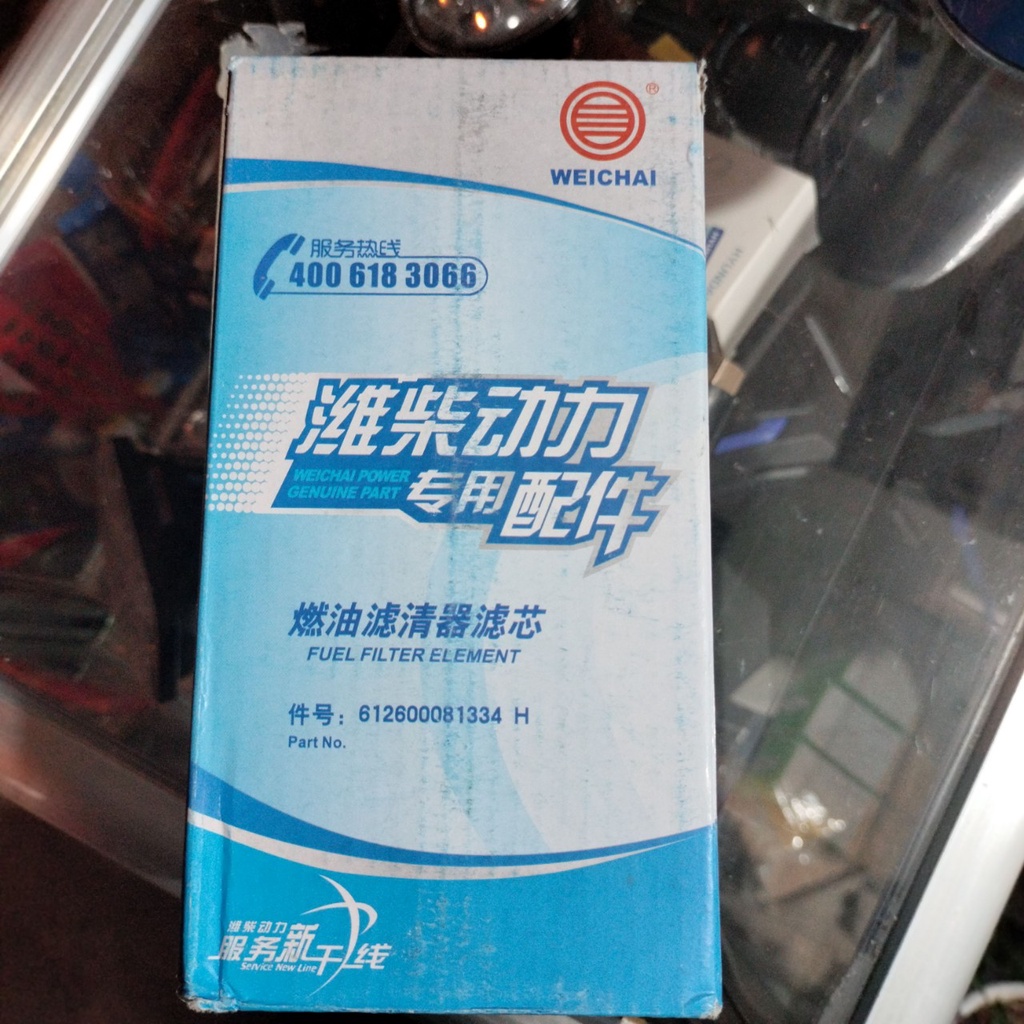 ®
WEICHAI
服务热线
400 618 3066
潍柴动力
WEICHAI POWER
GENUINE PART
专用配件
燃油滤清器滤芯
FUEL FILTER ELEMENT
件号：612600081334 H
Part No.
潍柴动力
服务新干线
Service New Line